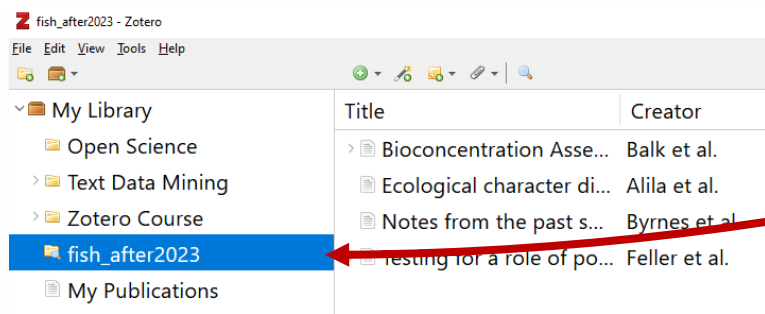 fish_after2023 - Zotero
File Edit View Tools Help
My Library
Open Science
Text Data Mining
Zotero Course
fish_after2023
My Publications
Title Creator
Bioconcentration Asse... Balk et al.
Ecological character di... Alila et al.
Notes from the past s... Byrnes et al.
Testing for a role of po... Feller et al.